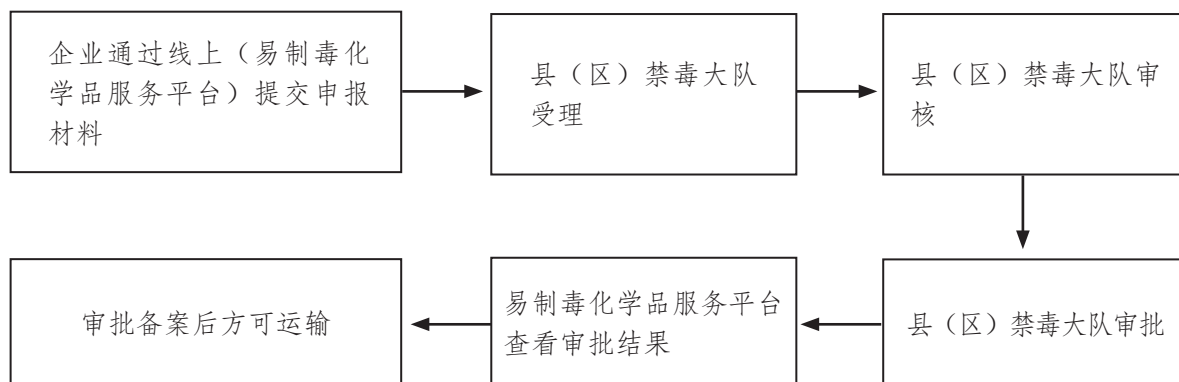 企业通过线上（易制毒化
学品服务平台）提交申报
材料
县（区）禁毒大队
受理
县（区）禁毒大队审
核
县（区）禁毒大队审批
易制毒化学品服务平台
查看审批结果
审批备案后方可运输